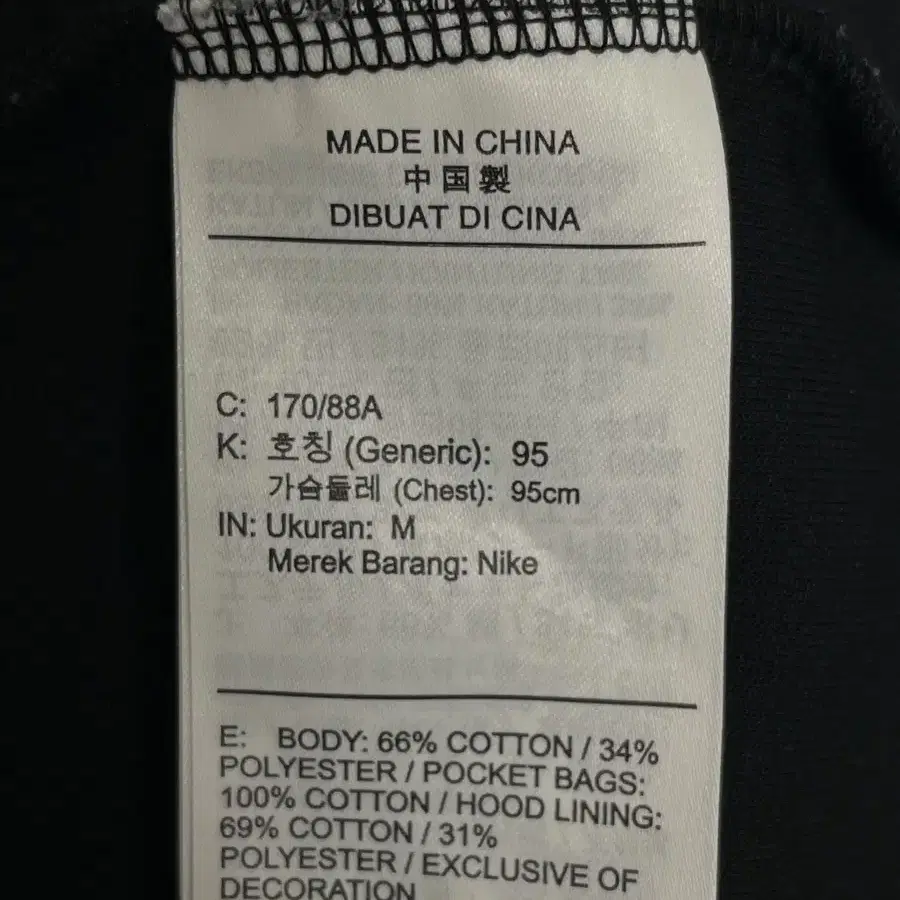 MADE IN CHINA
中国製
DIBUAT DI CINA
C: 170/88A
K: 호칭 (Generic): 95
가슴둘레 (Chest): 95cm
IN: Ukuran: M
Merek Barang: Nike
E: BODY: 66% COTTON / 34%
POLYESTER / POCKET BAGS:
100% COTTON / HOOD LINING:
69% COTTON / 31%
POLYESTER / EXCLUSIVE OF
DECORATION